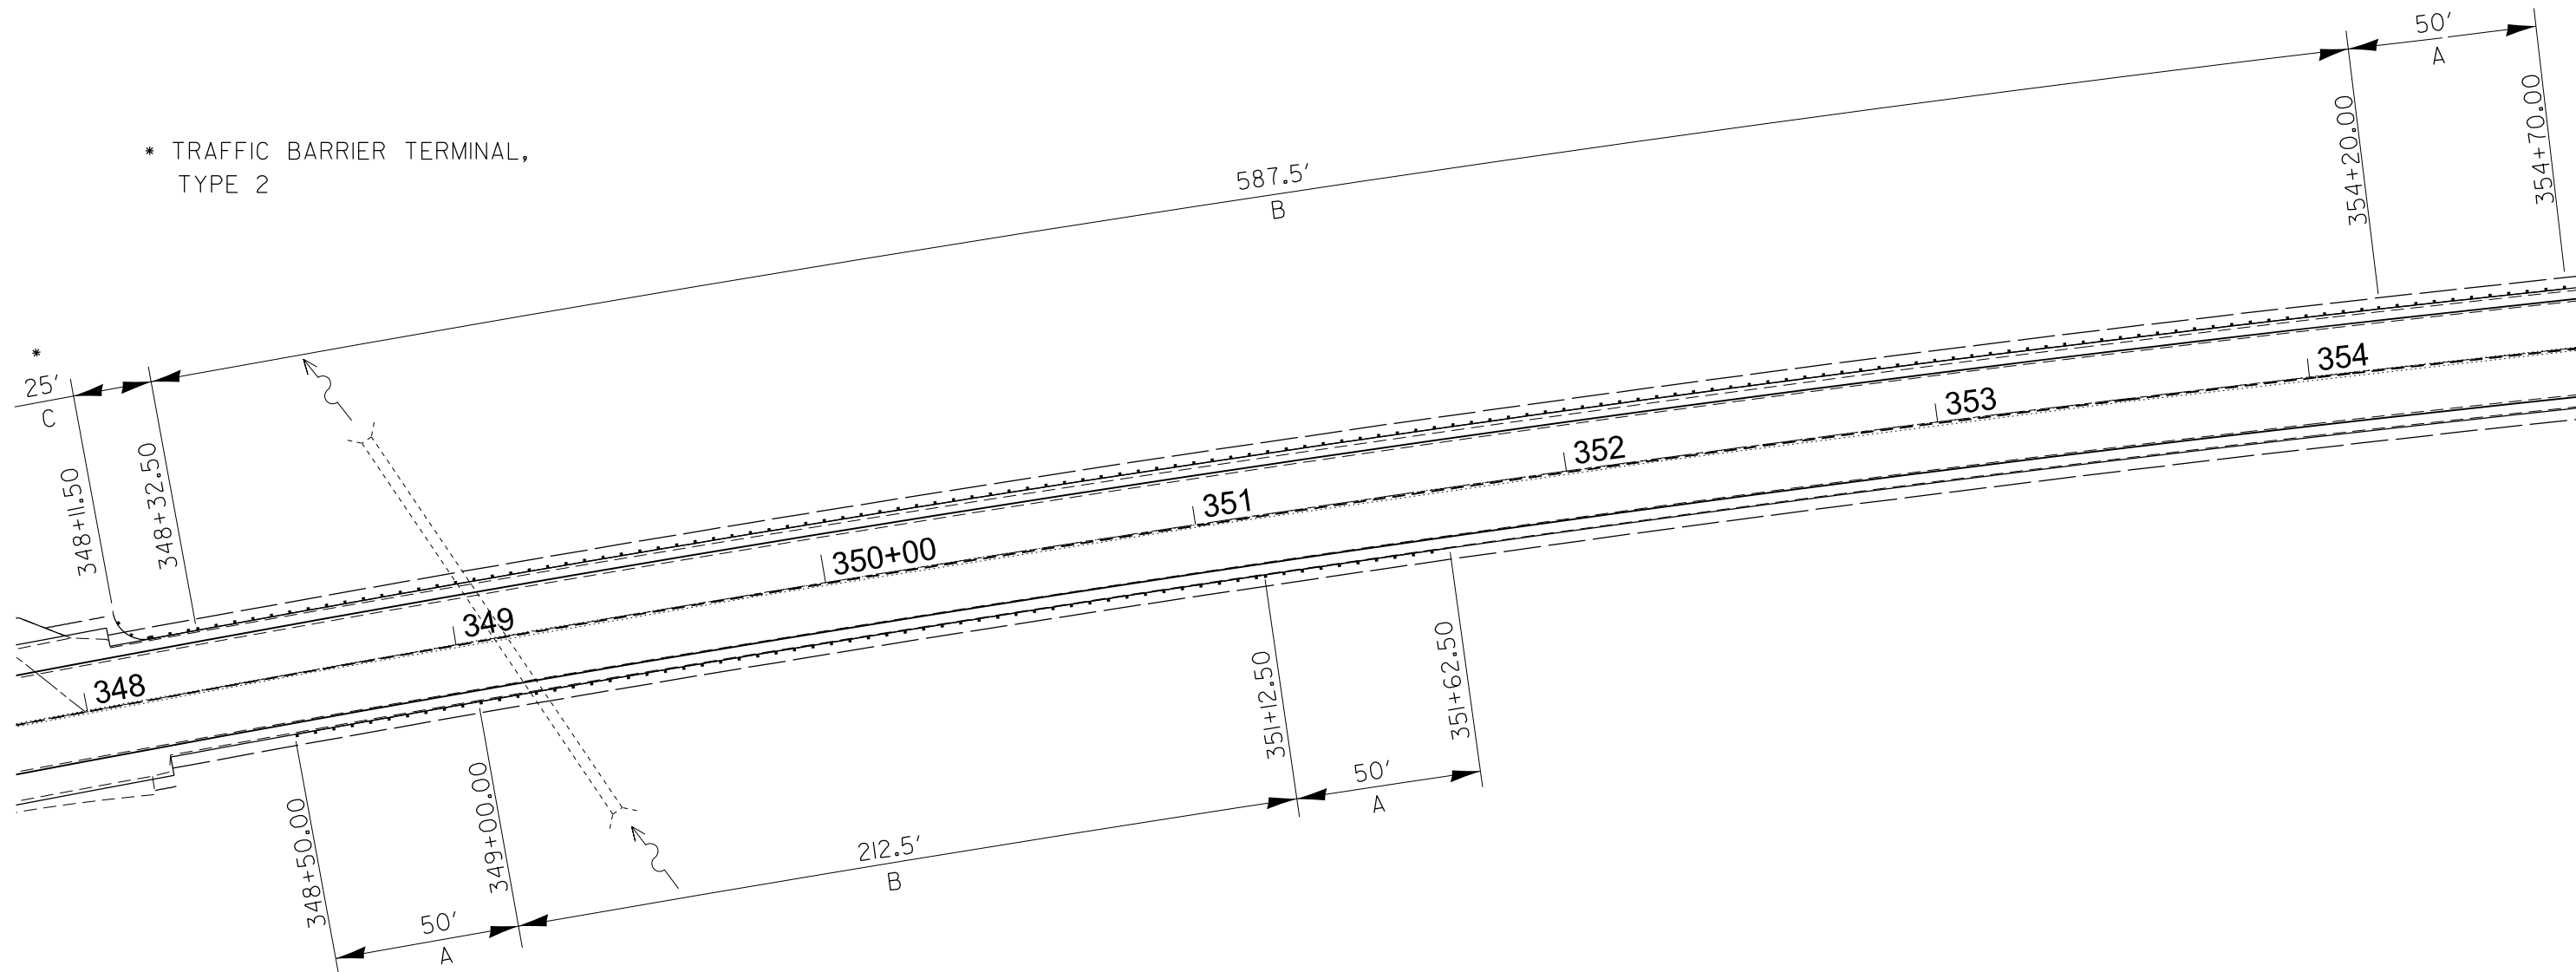 50'
A
354+20.00
354+70.00
* TRAFFIC BARRIER TERMINAL,
TYPE 2
587.5'
B
*
25'
C
348+11.50
348+32.50
348
349
350+00
351
352
353
354
348+50.00
349+00.00
351+12.50
351+62.50
50'
A
212.5'
B
50'
A